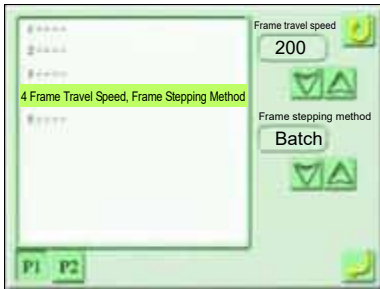 Frame travel speed
200
4 Frame Travel Speed, Frame Stepping Method
Frame stepping method
Batch
P1 P2